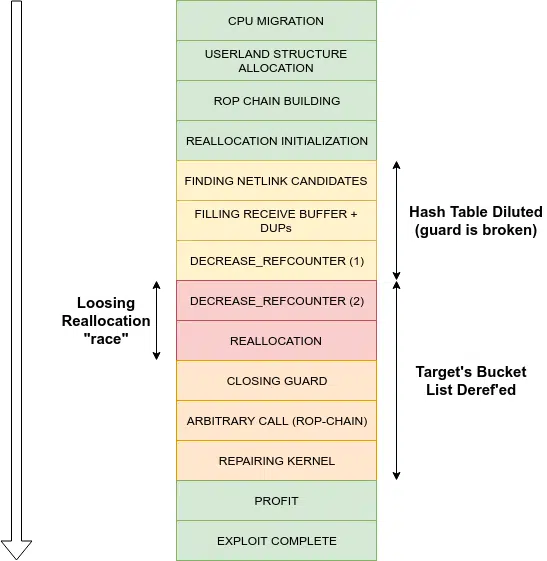 CPU MIGRATION
USERLAND STRUCTURE
ALLOCATION
ROP CHAIN BUILDING
REALLOCATION INITIALIZATION
FINDING NETLINK CANDIDATES
FILLING RECEIVE BUFFER +
DUPs
DECREASE_REFCOUNTER (1)
Hash Table Diluted
(guard is broken)
DECREASE_REFCOUNTER (2)
REALLOCATION
Loosing
Reallocation
"race"
CLOSING GUARD
ARBITRARY CALL (ROP-CHAIN)
REPAIRING KERNEL
Target's Bucket
List Deref'ed
PROFIT
EXPLOIT COMPLETE